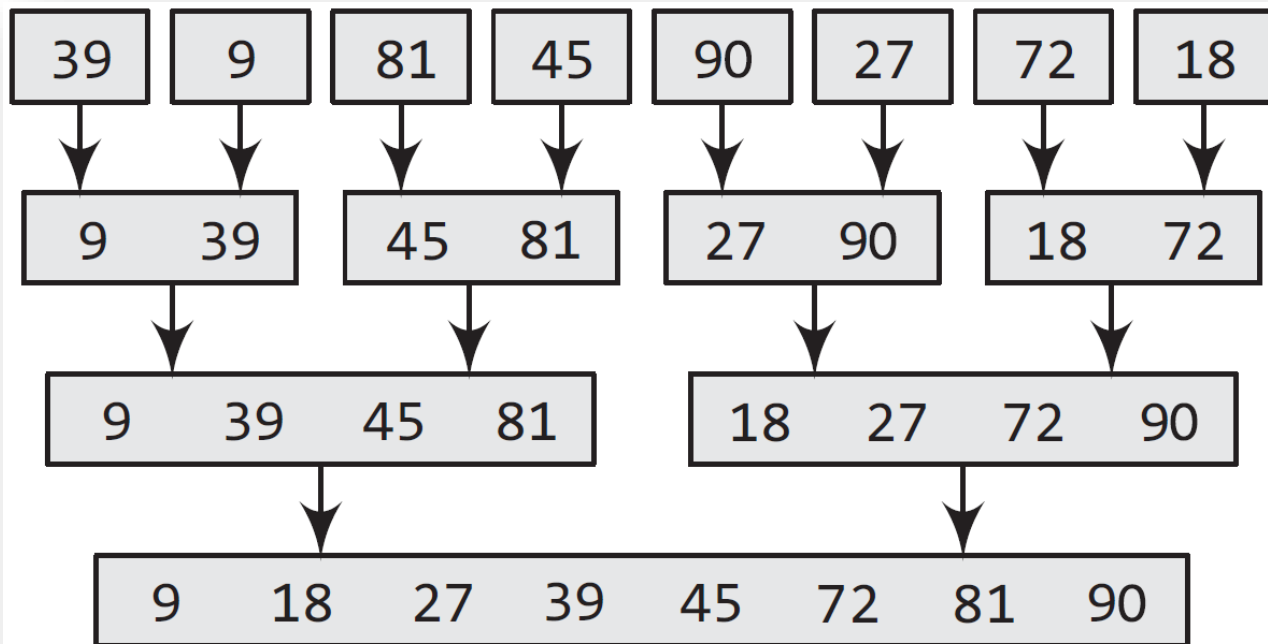 39 9 81 45 90 27 72 18
9 39 45 81 27 90 18 72
9 39 45 81 18 27 72 90
9 18 27 39 45 72 81 90